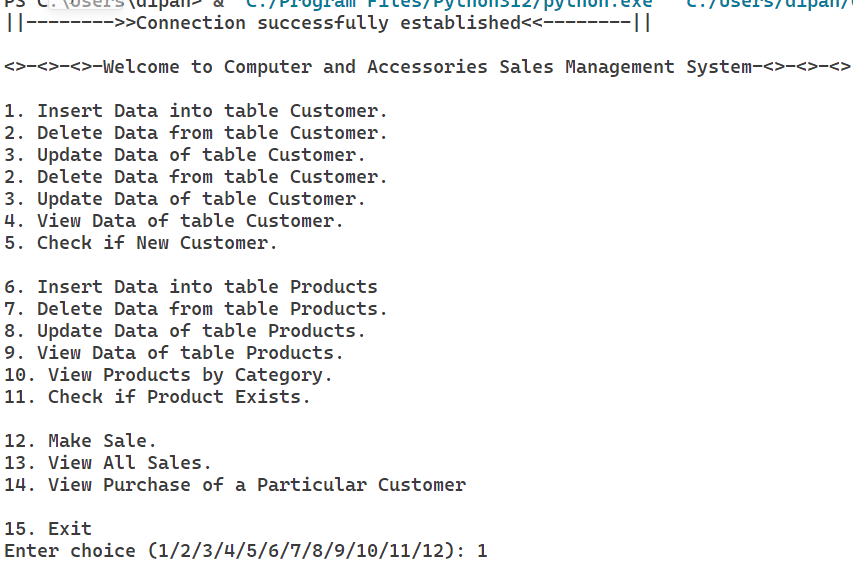 PS C:\Users\dipan> & "C:/Program Files/Python312/python.exe" "c:/Users/dipan/
||-------->>Connection successfully established<<--------||
<>-<>-<>-Welcome to Computer and Accessories Sales Management System-<>-<>-<>
1. Insert Data into table Customer.
2. Delete Data from table Customer.
3. Update Data of table Customer.
2. Delete Data from table Customer.
3. Update Data of table Customer.
4. View Data of table Customer.
5. Check if New Customer.
6. Insert Data into table Products
7. Delete Data from table Products.
8. Update Data of table Products.
9. View Data of table Products.
10. View Products by Category.
11. Check if Product Exists.
12. Make Sale.
13. View All Sales.
14. View Purchase of a Particular Customer
15. Exit
Enter choice (1/2/3/4/5/6/7/8/9/10/11/12): 1